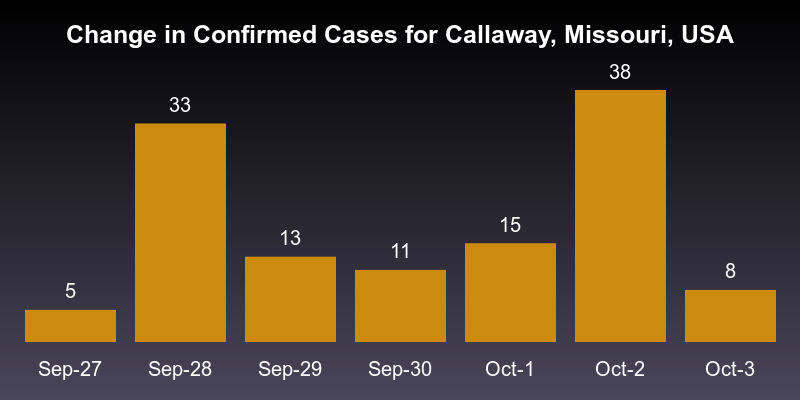 Change in Confirmed Cases for Callaway, Missouri, USA
5 33 13 11 15 38 8
Sep-27 Sep-28 Sep-29 Sep-30 Oct-1 Oct-2 Oct-3